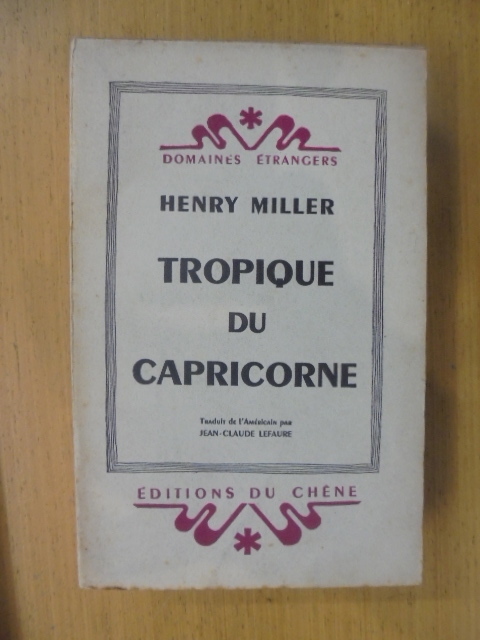 DOMAINES ÉTRANGERS
HENRY MILLER
TROPIQUE
DU
CAPRICORNE
Traduit de l'Américain par
JEAN-CLAUDE LEFAURE
ÉDITIONS DU CHÊNE